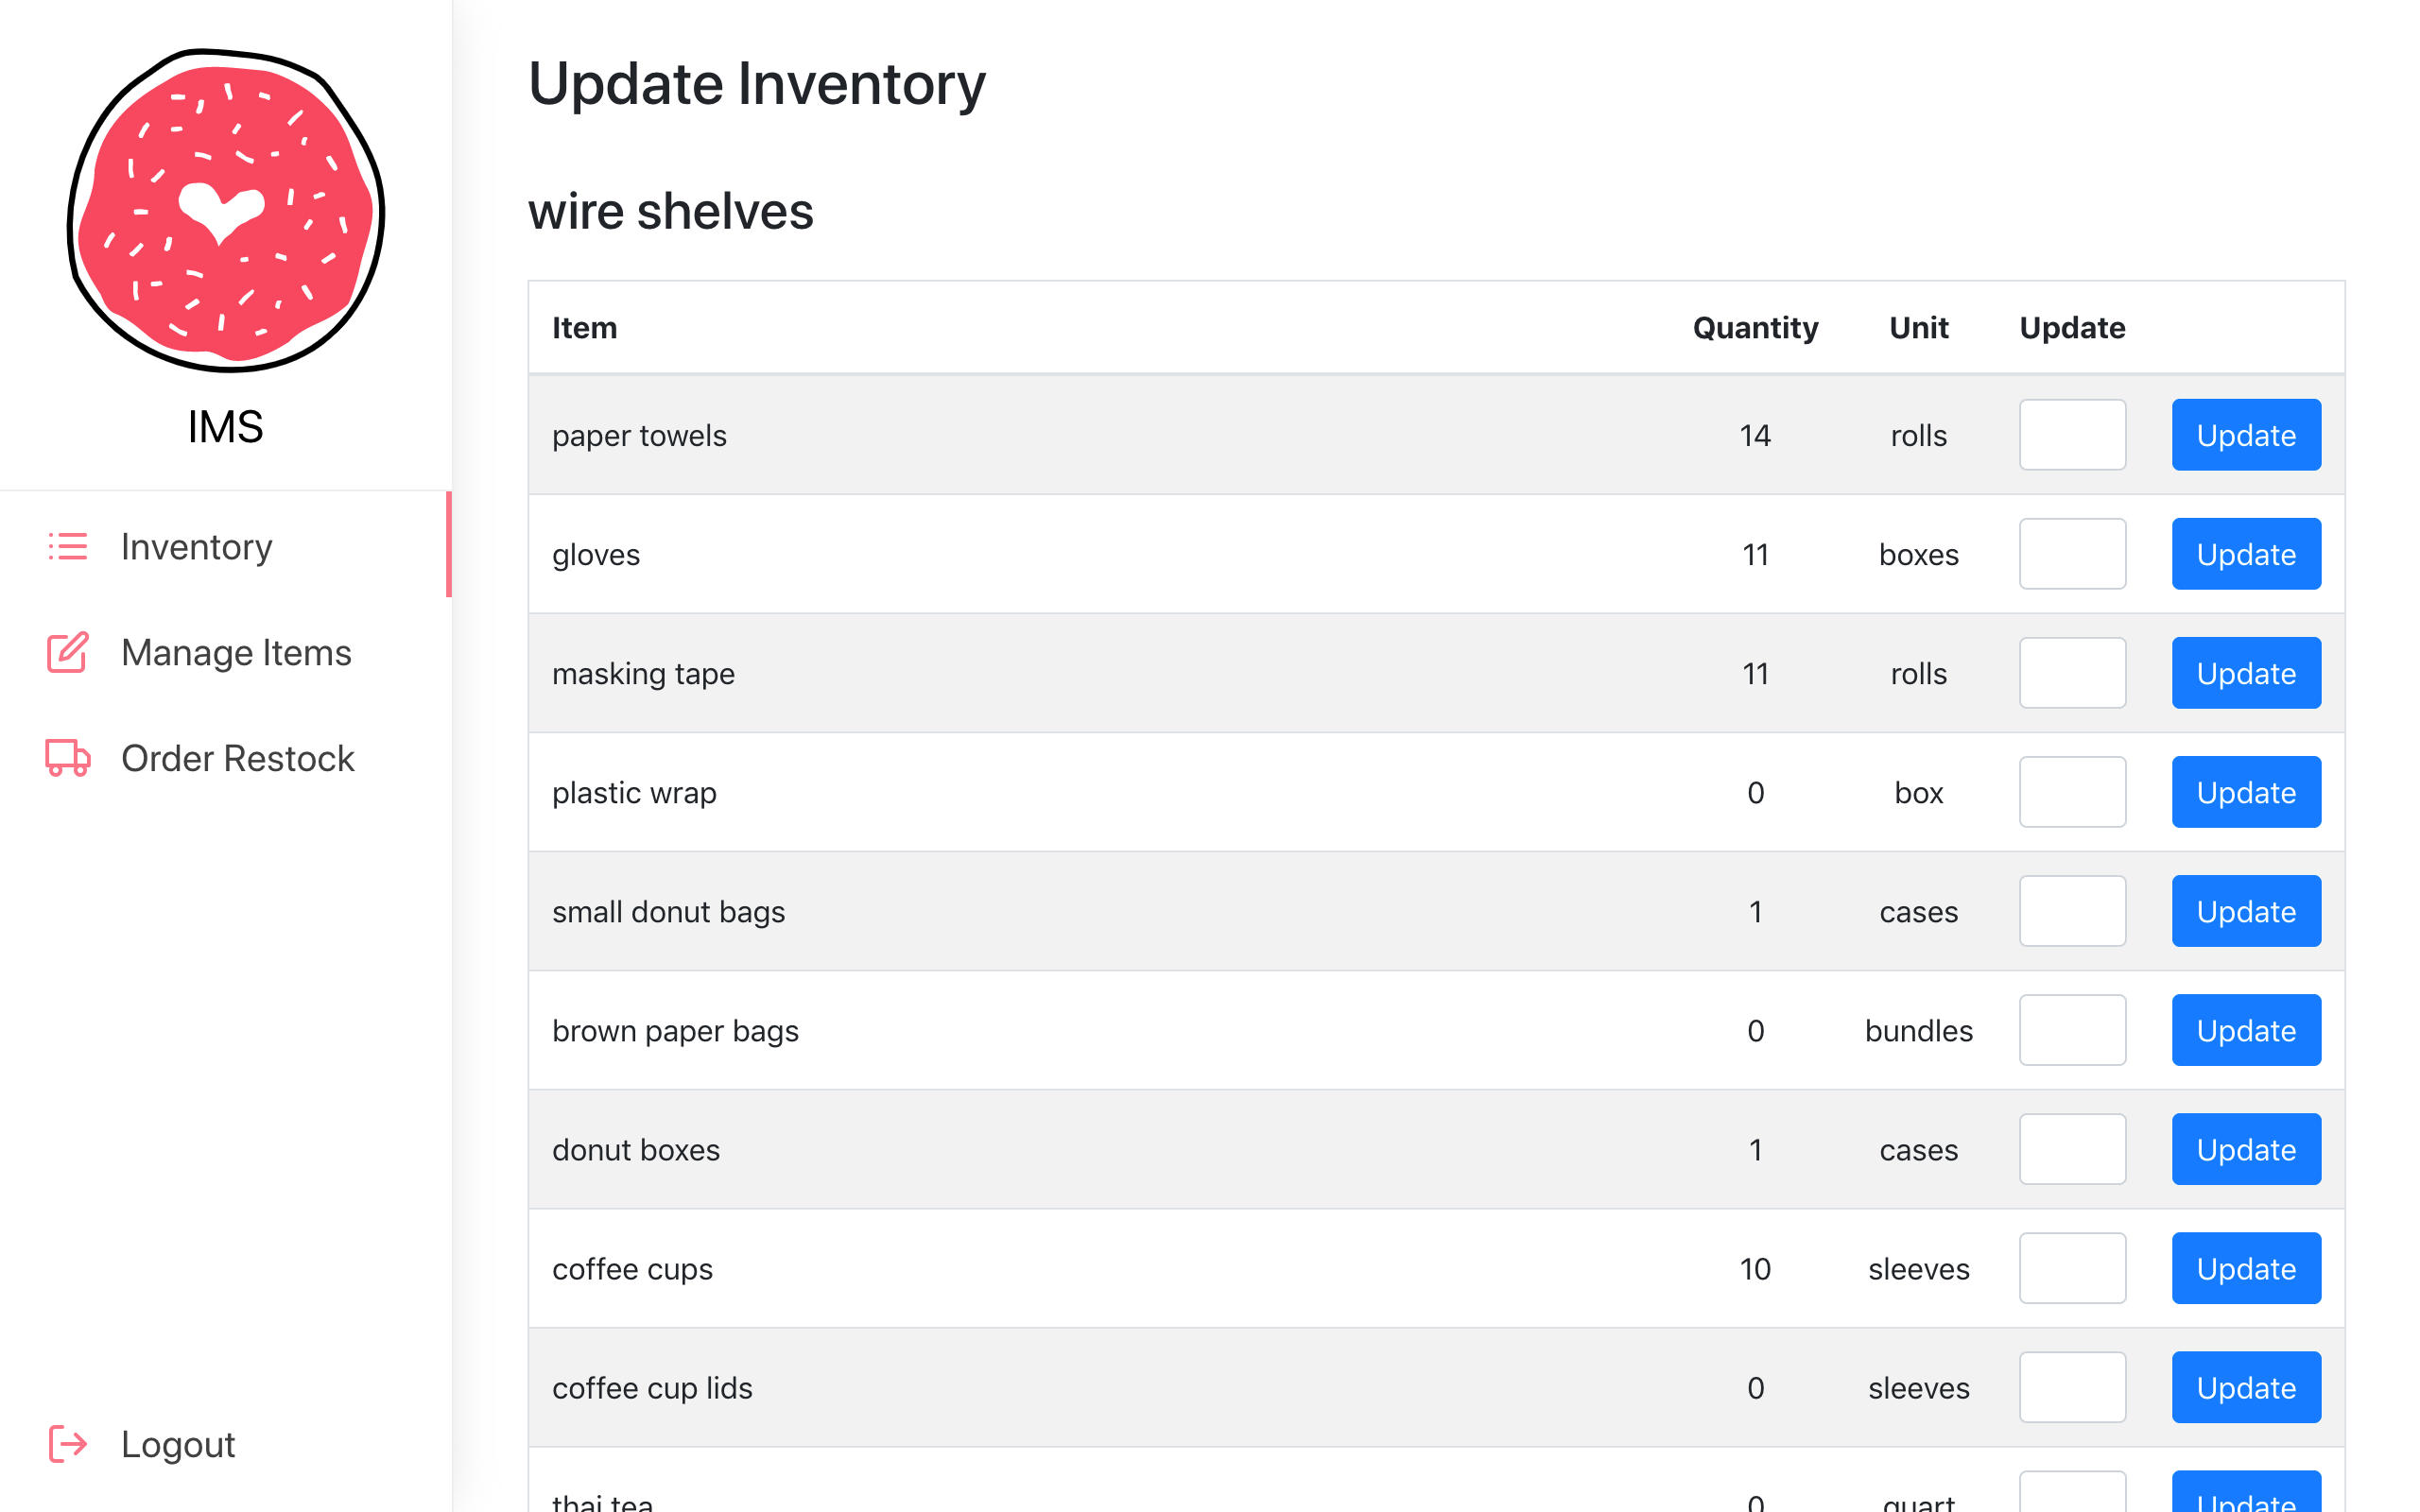 IMS
Inventory
Manage Items
Order Restock
Logout
Update Inventory
wire shelves
Item Quantity Unit Update
paper towels 14 rolls Update
gloves 11 boxes Update
masking tape 11 rolls Update
plastic wrap 0 box Update
small donut bags 1 cases Update
brown paper bags 0 bundles Update
donut boxes 1 cases Update
coffee cups 10 sleeves Update
coffee cup lids 0 sleeves Update
thai tea 0 quart Update